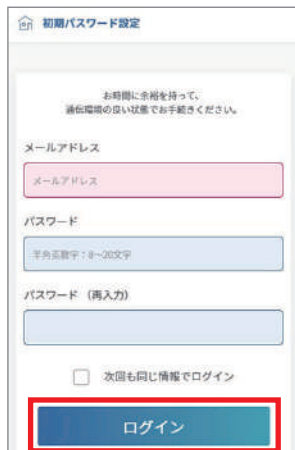 初期パスワード設定
お時間に余裕を持って、
通信環境の良い状態でお手続きください。
メールアドレス
メールアドレス
パスワード
半角英数字：8～20文字
パスワード（再入力）
次回も同じ情報でログイン
ログイン